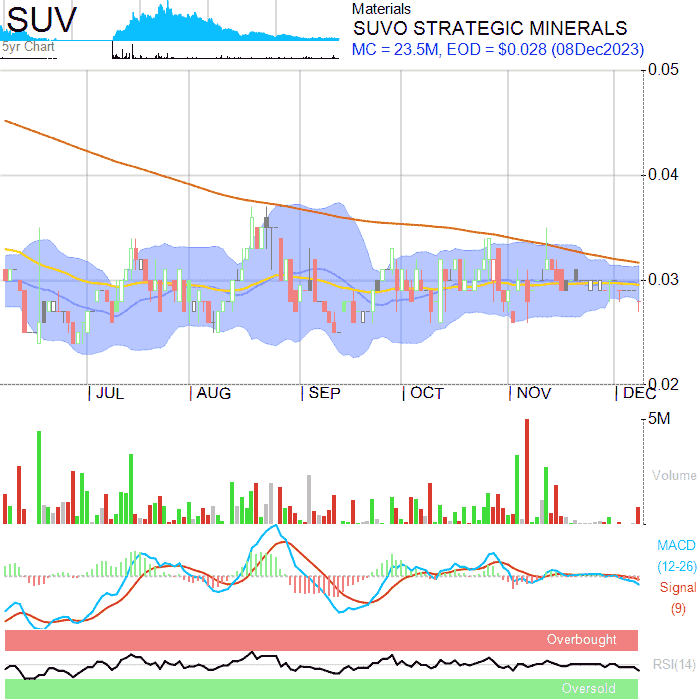 SUV
5yr Chart
Materials
SUVO STRATEGIC MINERALS
MC = 23.5M, EOD = $0.028 (08Dec2023)
0.05
0.04
0.03
0.02
JUL AUG SEP OCT NOV DEC
5M
Volume
MACD
(12-26)
Signal
(9)
Overbought
RSI(14)
Oversold